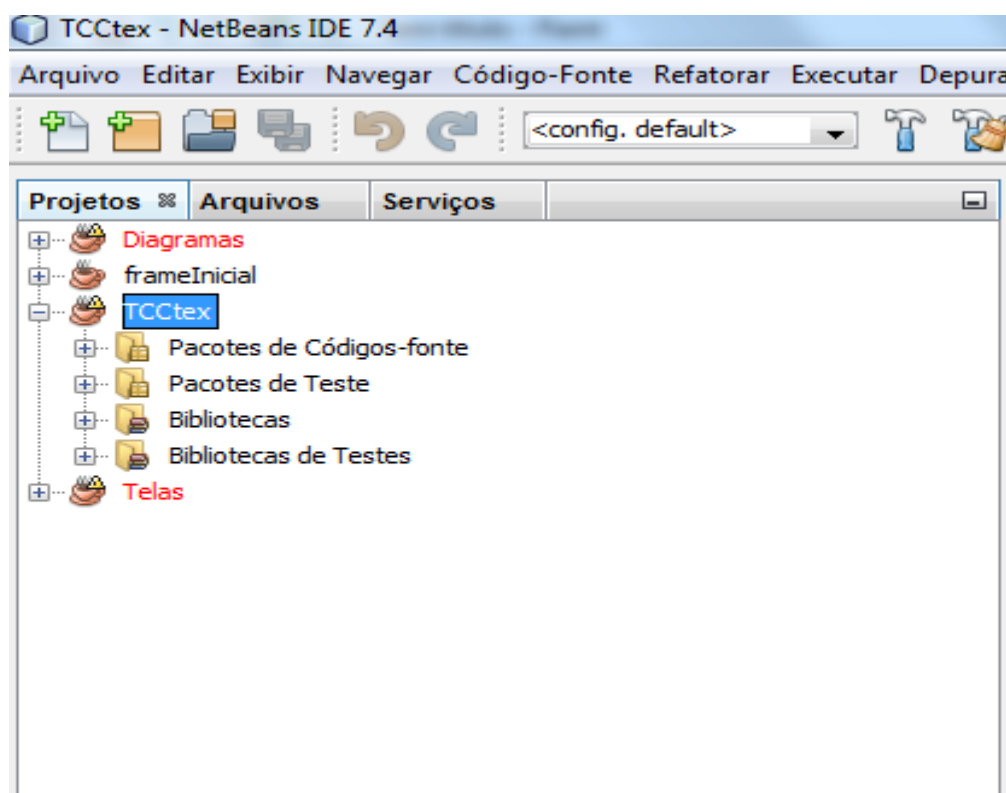 TCCtex - NetBeans IDE 7.4
Arquivo Editar Exibir Navegar Código-Fonte Refatorar Executar Depura
<config. default>
Projetos Arquivos Serviços
Diagramas
frameInicial
TCCtex
Pacotes de Códigos-fonte
Pacotes de Teste
Bibliotecas
Bibliotecas de Testes
Telas